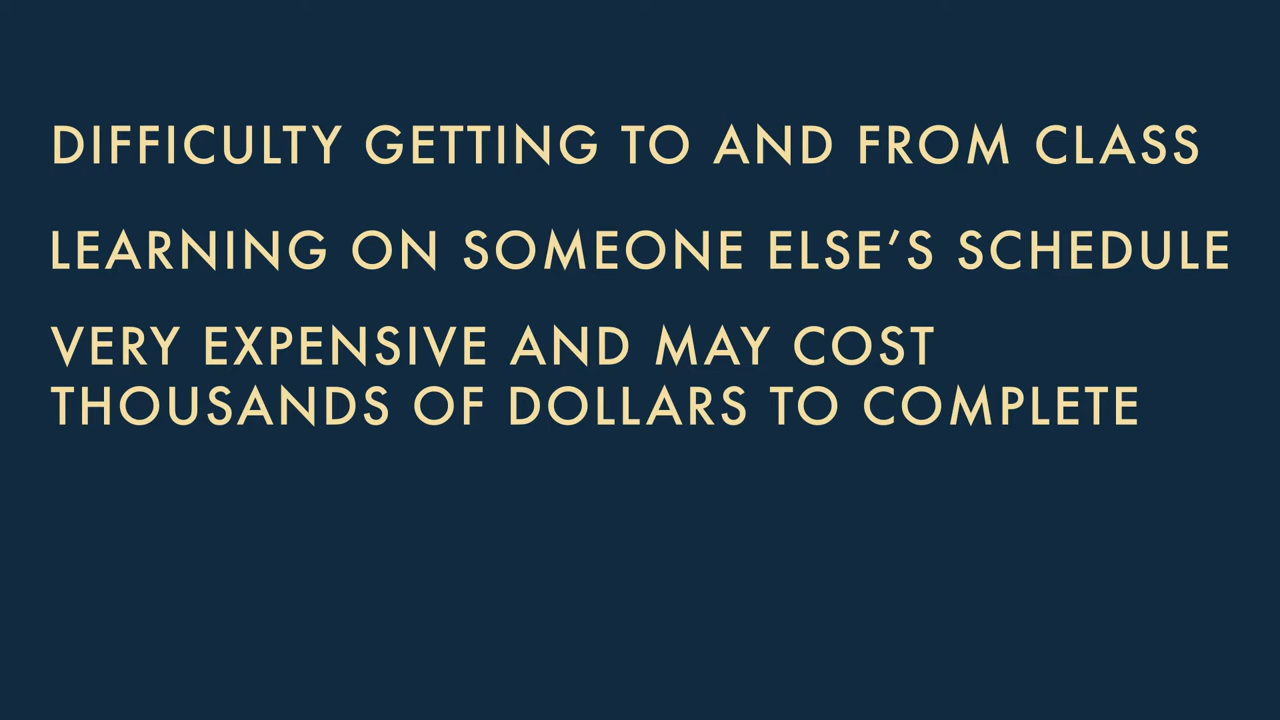 DIFFICULTY GETTING TO AND FROM CLASS
LEARNING ON SOMEONE ELSE’S SCHEDULE
VERY EXPENSIVE AND MAY COST
THOUSANDS OF DOLLARS TO COMPLETE